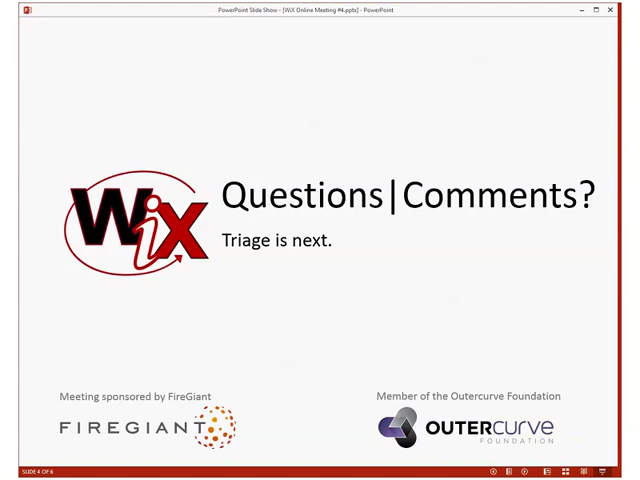 PowerPoint Slide Show - [WiX Online Meeting #4.pptx] - PowerPoint
WiX
Questions|Comments?
Triage is next.
Meeting sponsored by FireGiant
Member of the Outercurve Foundation
FIREGIANT
OUTERCURVE
FOUNDATION
SLIDE 4 OF 6